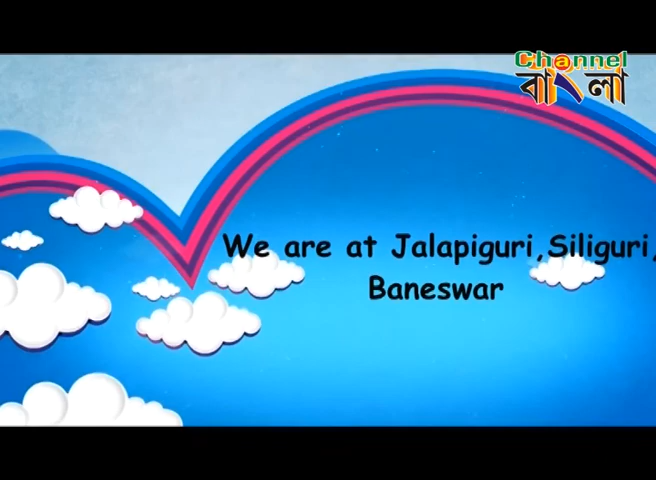 Channel
বাংলা
We are at Jalapiguri,Siliguri,
Baneswar